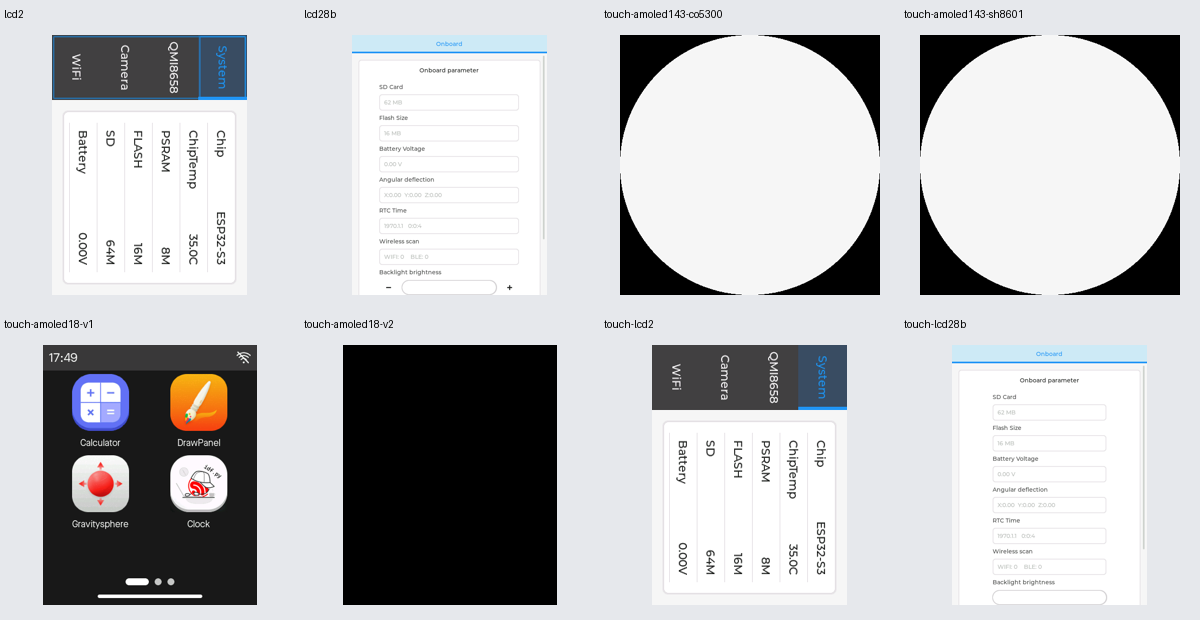 lcd2
System
QMI8658
Camera
WiFi
Chip ESP32-S3
ChipTemp 35.0C
PSRAM 8M
FLASH 16M
SD 64M
Battery 0.00V
lcd28b
Onboard
Onboard parameter
SD Card
62 MB
Flash Size
16 MB
Battery Voltage
0.00 V
Angular deflection
X:0.00 Y:0.00 Z:0.00
RTC Time
Wireless scan
WIFI: 0 BLE: 0
Backlight brightness
− +
touch-amoled143-co5300
touch-amoled143-sh8601
touch-amoled18-v1
17:49
Calculator
DrawPanel
Gravitysphere
Clock
touch-amoled18-v2
touch-lcd2
System
QMI8658
Camera
WiFi
Chip ESP32-S3
ChipTemp 35.0C
PSRAM 8M
FLASH 16M
SD 64M
Battery 0.00V
touch-lcd28b
Onboard
Onboard parameter
SD Card
62 MB
Flash Size
16 MB
Battery Voltage
0.00 V
Angular deflection
X:0.00 Y:0.00 Z:0.00
RTC Time
Wireless scan
WIFI: 0 BLE: 0
Backlight brightness